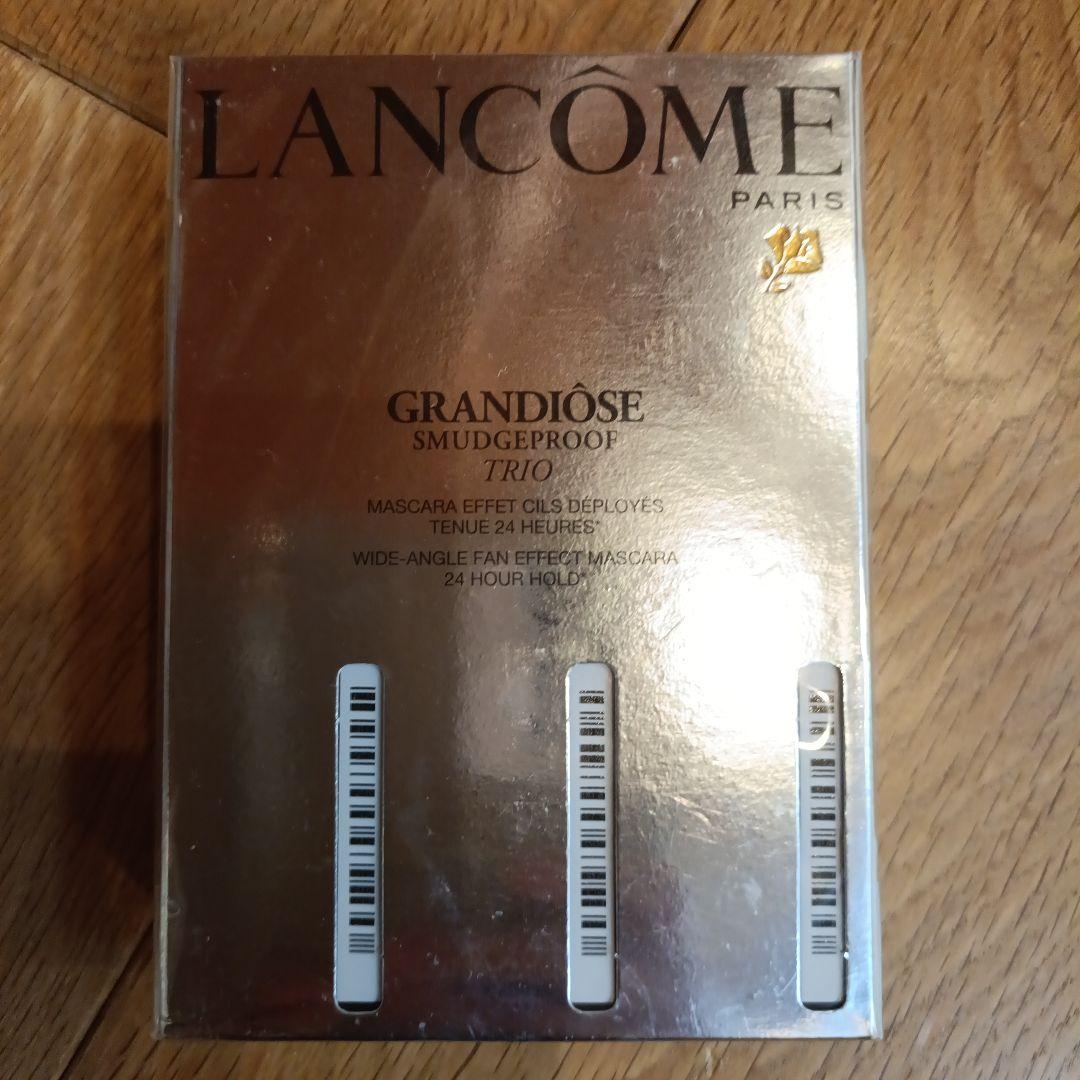 LANCÔME
PARIS
GRANDIÔSE
SMUDGEPROOF
TRIO
MASCARA EFFET CILS DÉPLOYÉS
TENUE 24 HEURES*
WIDE-ANGLE FAN EFFECT MASCARA
24 HOUR HOLD*